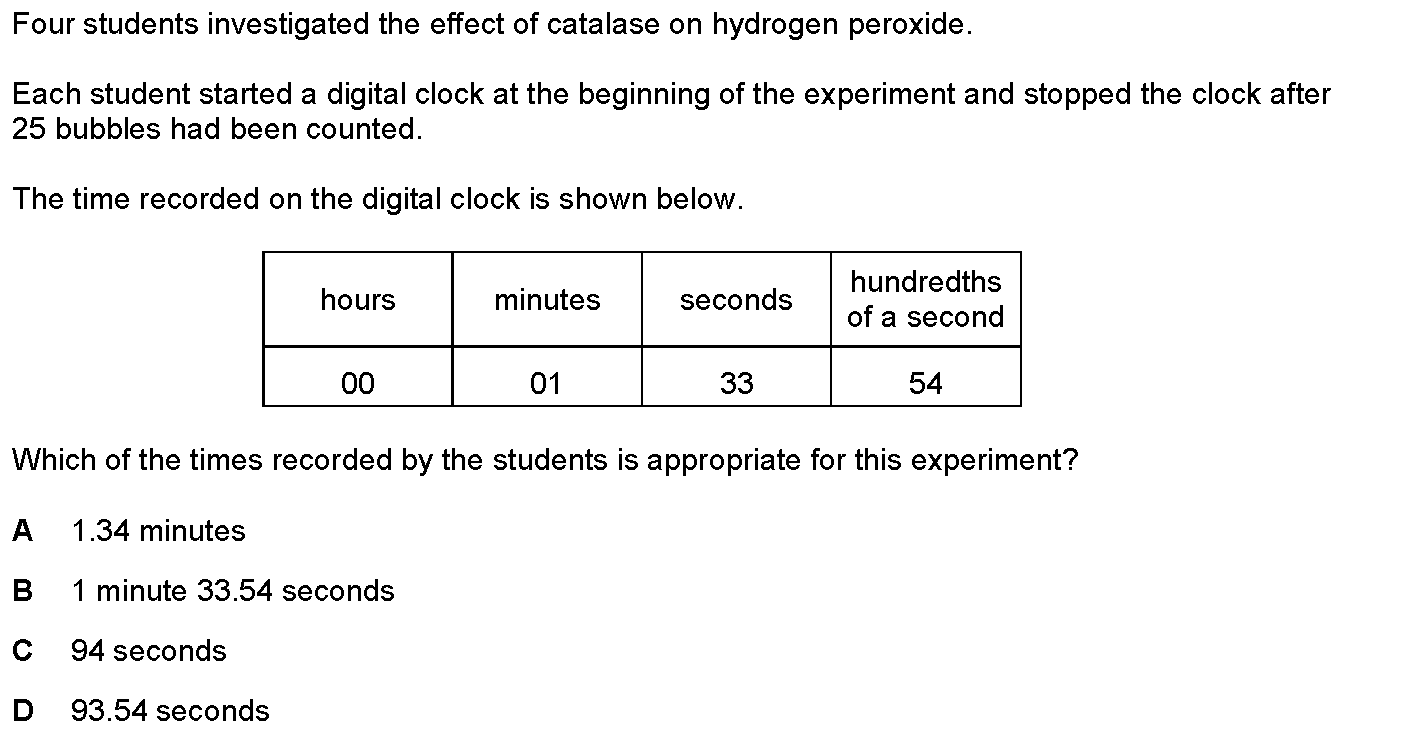 Four students investigated the effect of catalase on hydrogen peroxide.
Each student started a digital clock at the beginning of the experiment and stopped the clock after
25 bubbles had been counted.
The time recorded on the digital clock is shown below.
hours minutes seconds hundredths
of a second
00 01 33 54
Which of the times recorded by the students is appropriate for this experiment?
A 1.34 minutes
B 1 minute 33.54 seconds
C 94 seconds
D 93.54 seconds